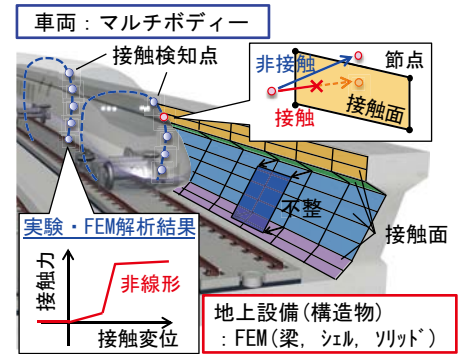 車両：マルチボディー
接触検知点
非接触
節点
接触面
接触
不整
接触面
実験・FEM解析結果
接触力
非線形
接触変位
地上設備(構造物)
：FEM(梁, ｼｪﾙ, ｿﾘｯﾄﾞ)